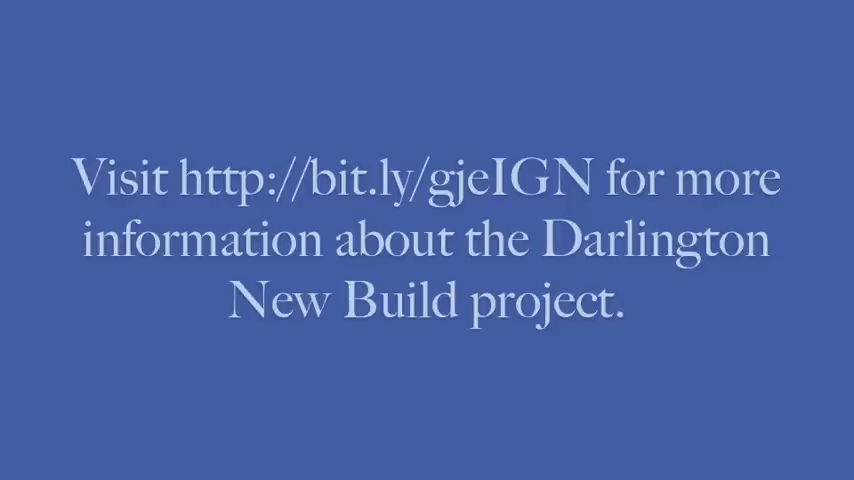 Visit http://bit.ly/gjeIGN for more
information about the Darlington
New Build project.